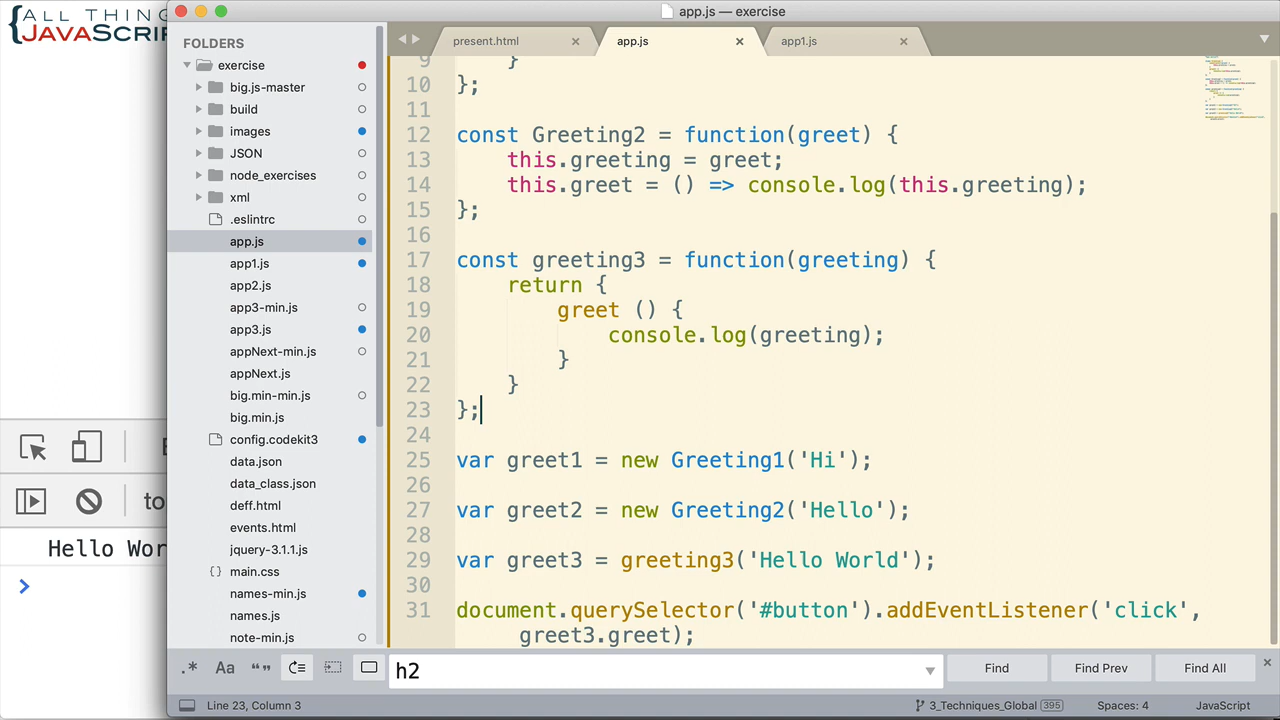 {ALL THING
JAVASCRI
app.js — exercise
FOLDERS
exercise
big.js-master
build
images
JSON
node_exercises
xml
.eslintrc
app.js
app1.js
app2.js
app3-min.js
app3.js
appNext-min.js
appNext.js
big.min-min.js
big.min.js
config.codekit3
data.json
data_class.json
deff.html
events.html
jquery-3.1.1.js
{} main.css
names-min.js
names.js
note-min.js
present.html
app.js
app1.js
9 }
10 };
11
12 const Greeting2 = function(greet) {
13 this.greeting = greet;
14 this.greet = () => console.log(this.greeting);
15 };
16
17 const greeting3 = function(greeting) {
18 return {
19 greet () {
20 console.log(greeting);
21 }
22 }
23 };
24
25 var greet1 = new Greeting1('Hi');
26
27 var greet2 = new Greeting2('Hello');
28
29 var greet3 = greeting3('Hello World');
30
31 document.querySelector('#button').addEventListener('click',
greet3.greet);
to
Hello Wor
>
.* Aa “” h2 Find Find Prev Find All
Line 23, Column 3 3_Techniques_Global 395 Spaces: 4 JavaScript